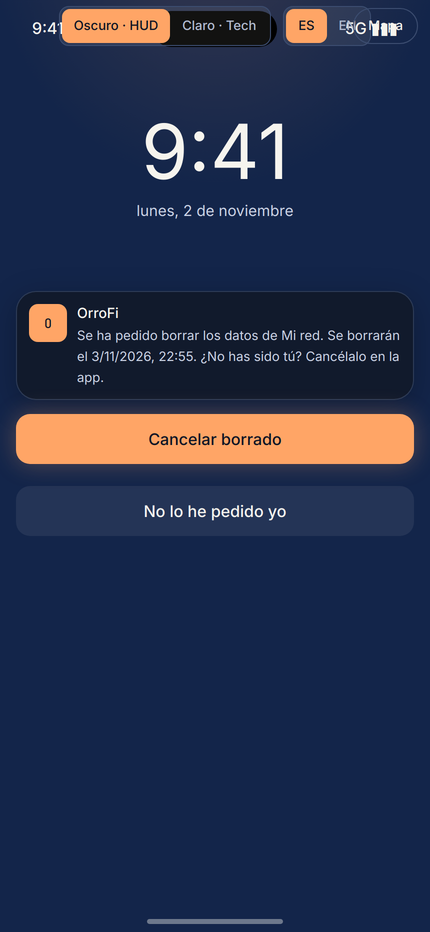 9:41
Oscuro · HUD
Claro · Tech
ES
EN
5G
Mapa
9:41
lunes, 2 de noviembre
O
OrroFi
Se ha pedido borrar los datos de Mi red. Se borrarán
el 3/11/2026, 22:55. ¿No has sido tú? Cancélalo en la
app.
Cancelar borrado
No lo he pedido yo